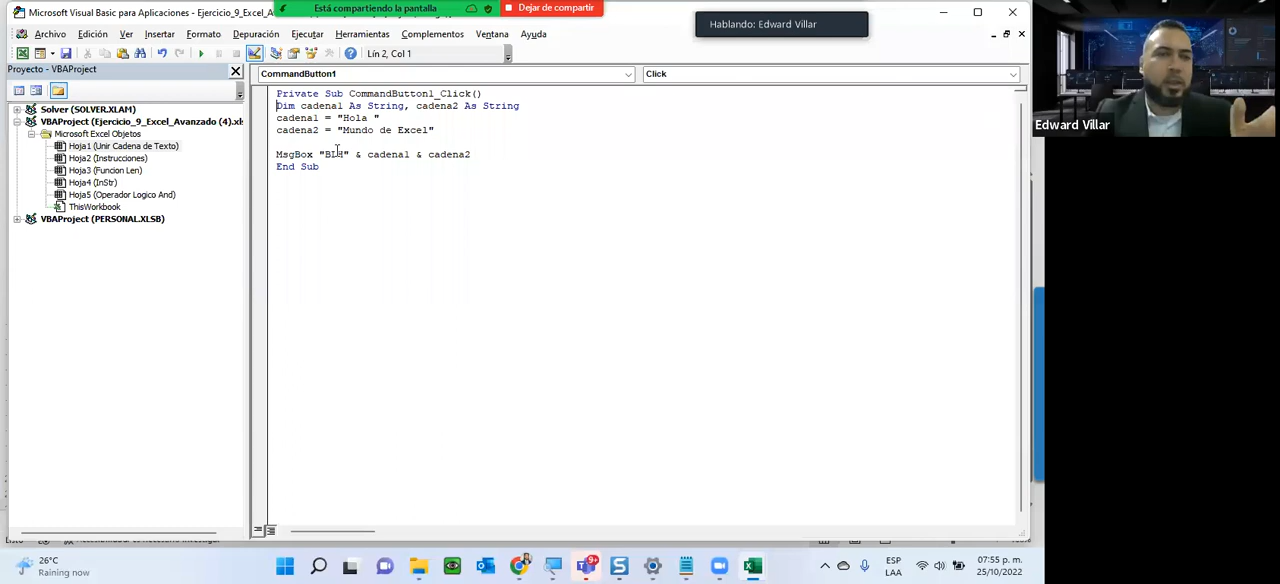 Microsoft Visual Basic para Aplicaciones - Ejercicio_9_Excel_A
Está compartiendo la pantalla
Dejar de compartir
Hablando: Edward Villar
Archivo Edición Ver Insertar Formato Depuración Ejecutar Herramientas Complementos Ventana Ayuda
Lín 2, Col 1
Proyecto - VBAProject
CommandButton1
Click
Solver (SOLVER.XLAM)
VBAProject (Ejercicio_9_Excel_Avanzado (4).xls
Microsoft Excel Objetos
Hoja1 (Unir Cadena de Texto)
Hoja2 (Instrucciones)
Hoja3 (Funcion Len)
Hoja4 (InStr)
Hoja5 (Operador Logico And)
ThisWorkbook
VBAProject (PERSONAL.XLSB)
Private Sub CommandButton1_Click()
Dim cadena1 As String, cadena2 As String
cadena1 = "Hola "
cadena2 = "Mundo de Excel"
MsgBox & cadena1 & cadena2
End Sub
Edward Villar
26°C
Raining now
9+
ESP
LAA
07:55 p. m.
25/10/2022